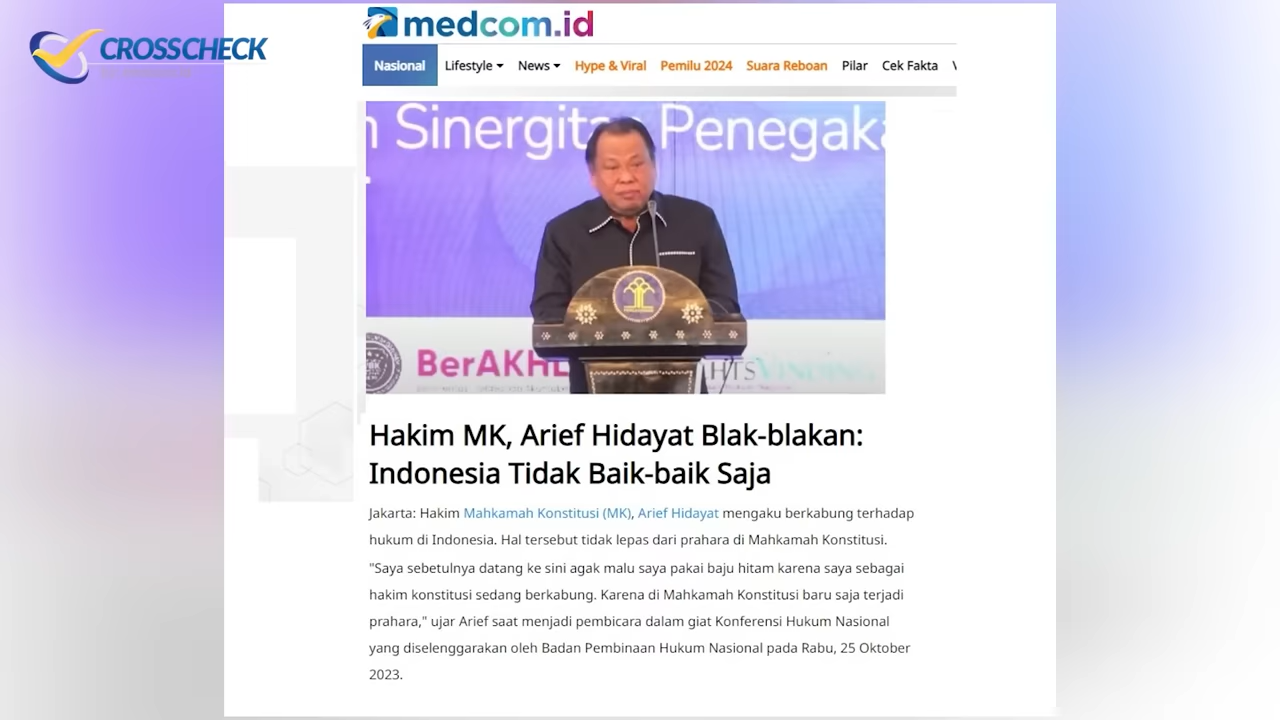 CROSSCHECK
medcom.id
Nasional Lifestyle News Hype & Viral Pemilu 2024 Suara Reboan Pilar Cek Fakta
n Sinergitas Penegaka
BerAKHL
HTSVINDING
Hakim MK, Arief Hidayat Blak-blakan:
Indonesia Tidak Baik-baik Saja
Jakarta: Hakim Mahkamah Konstitusi (MK), Arief Hidayat mengaku berkabung terhadap
hukum di Indonesia. Hal tersebut tidak lepas dari prahara di Mahkamah Konstitusi.
"Saya sebetulnya datang ke sini agak malu saya pakai baju hitam karena saya sebagai
hakim konstitusi sedang berkabung. Karena di Mahkamah Konstitusi baru saja terjadi
prahara," ujar Arief saat menjadi pembicara dalam giat Konferensi Hukum Nasional
yang diselenggarakan oleh Badan Pembinaan Hukum Nasional pada Rabu, 25 Oktober
2023.